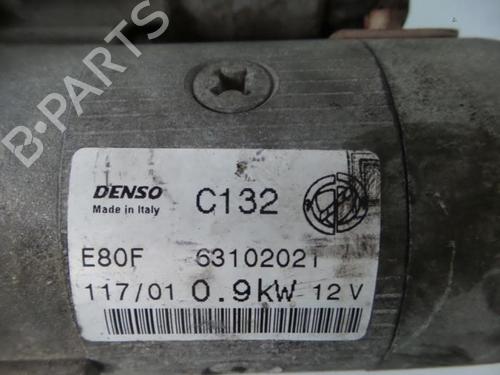 B-PARTS
DENSO C132
Made in Italy
E80F 63102021
117/01 0.9kW 12 V